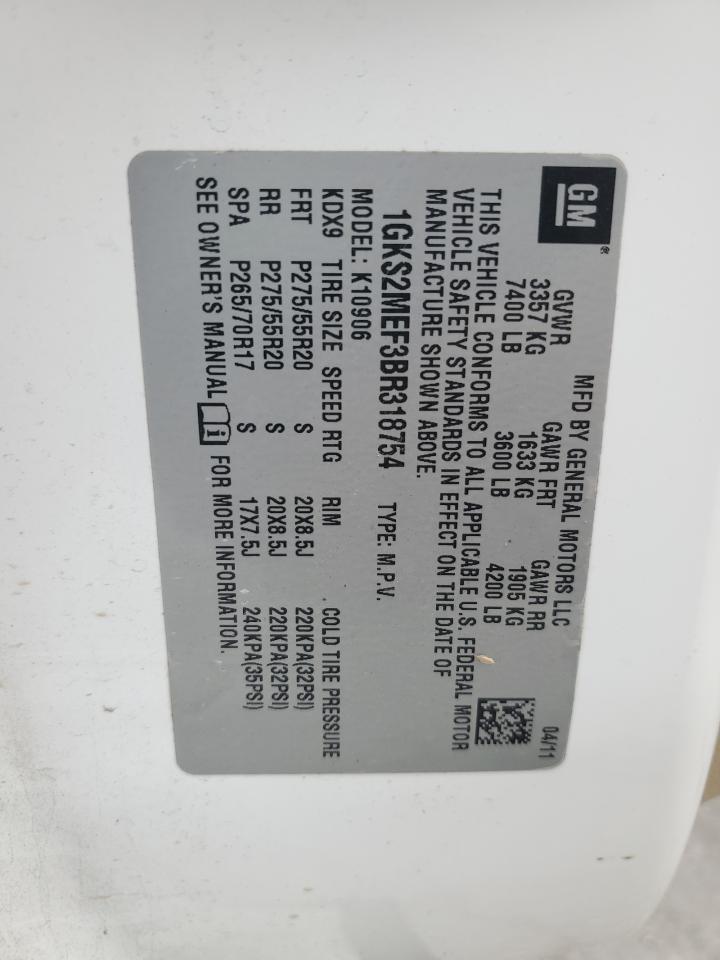 GM ®
MFD BY GENERAL MOTORS LLC 04/11
GVWR GAWR FRT GAWR RR
3357 KG 1633 KG 1905 KG
7400 LB 3600 LB 4200 LB
THIS VEHICLE CONFORMS TO ALL APPLICABLE U.S. FEDERAL MOTOR
VEHICLE SAFETY STANDARDS IN EFFECT ON THE DATE OF
MANUFACTURE SHOWN ABOVE.
1GKS2MEF3BR318754 TYPE: M.P.V.
MODEL: K10906
KDX9 TIRE SIZE SPEED RTG RIM COLD TIRE PRESSURE
FRT P275/55R20 S 20X8.5J 220KPA(32PSI)
RR P275/55R20 S 20X8.5J 220KPA(32PSI)
SPA P265/70R17 S 17X7.5J 240KPA(35PSI)
SEE OWNER'S MANUAL i FOR MORE INFORMATION.